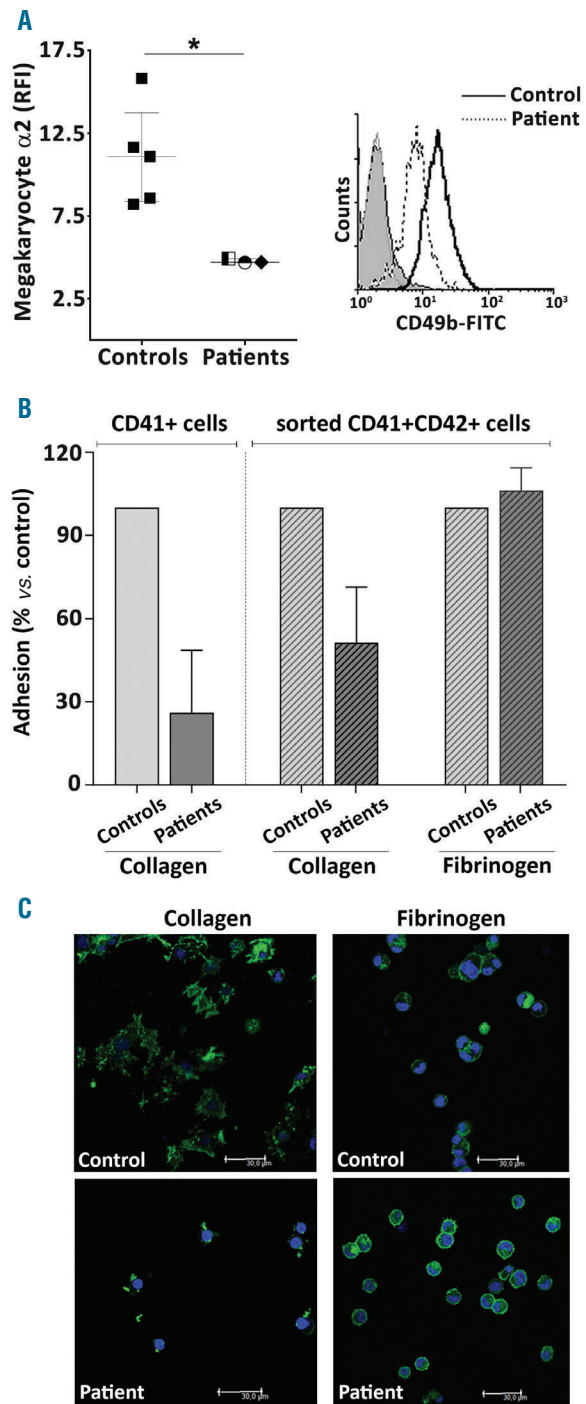 A
Megakaryocyte α2 (RFI)
17.5
12.5
7.5
2.5
*
Controls Patients
Control
Patient
Counts
10⁰ 10¹ 10² 10³
CD49b-FITC
B
CD41+ cells
sorted CD41+CD42+ cells
Adhesion (% vs. control)
120
90
60
30
0
Controls Patients Controls Patients Controls Patients
Collagen Collagen Fibrinogen
C
Collagen Fibrinogen
Control 30,0 µm
Control 30,0 µm
Patient 30,0 µm
Patient 30,0 µm